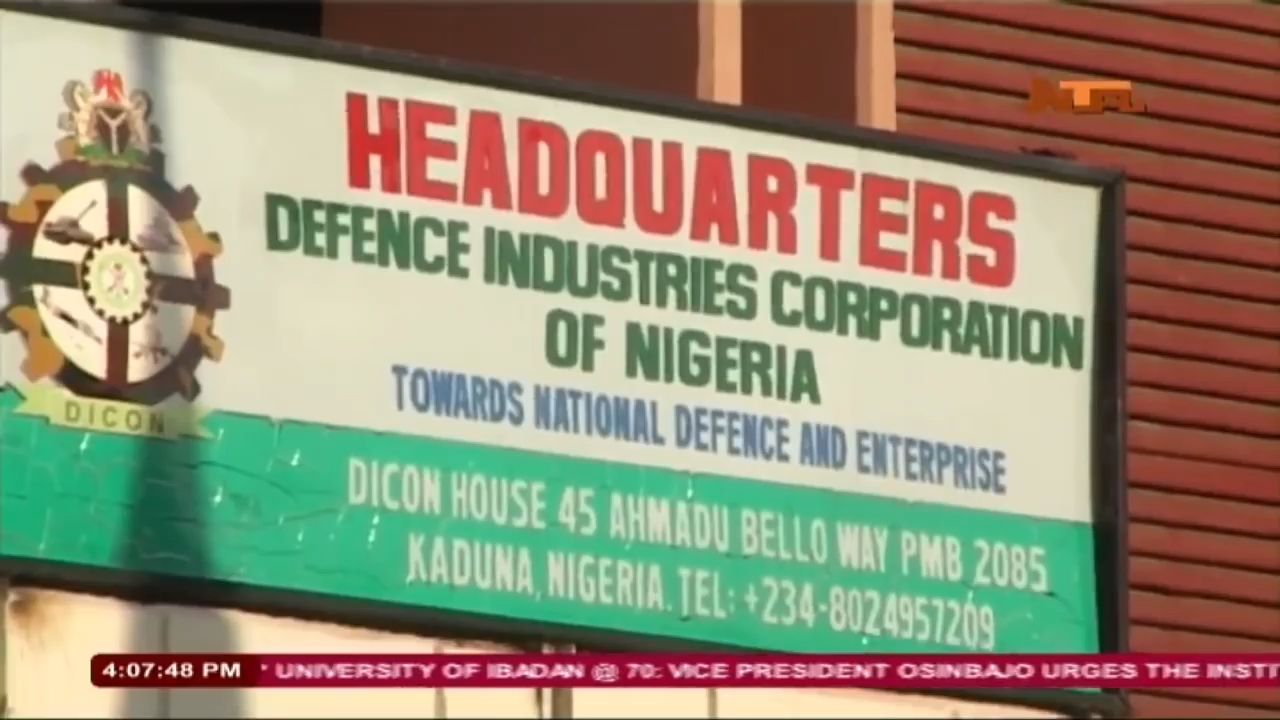 NTA
HEADQUARTERS
DEFENCE INDUSTRIES CORPORATION
OF NIGERIA
TOWARDS NATIONAL DEFENCE AND ENTERPRISE
DICON
DICON HOUSE 45 AHMADU BELLO WAY PMB 2085
KADUNA, NIGERIA. TEL: +234-8024957209
4:07:48 PM * UNIVERSITY OF IBADAN @ 70: VICE PRESIDENT OSINBAJO URGES THE INSTI